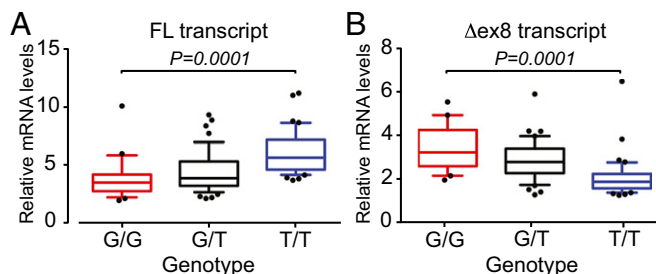 A
FL transcript
P=0.0001
Relative mRNA levels
15
10
5
0
G/G G/T T/T
Genotype
B
Δex8 transcript
P=0.0001
Relative mRNA levels
8
6
4
2
0
G/G G/T T/T
Genotype